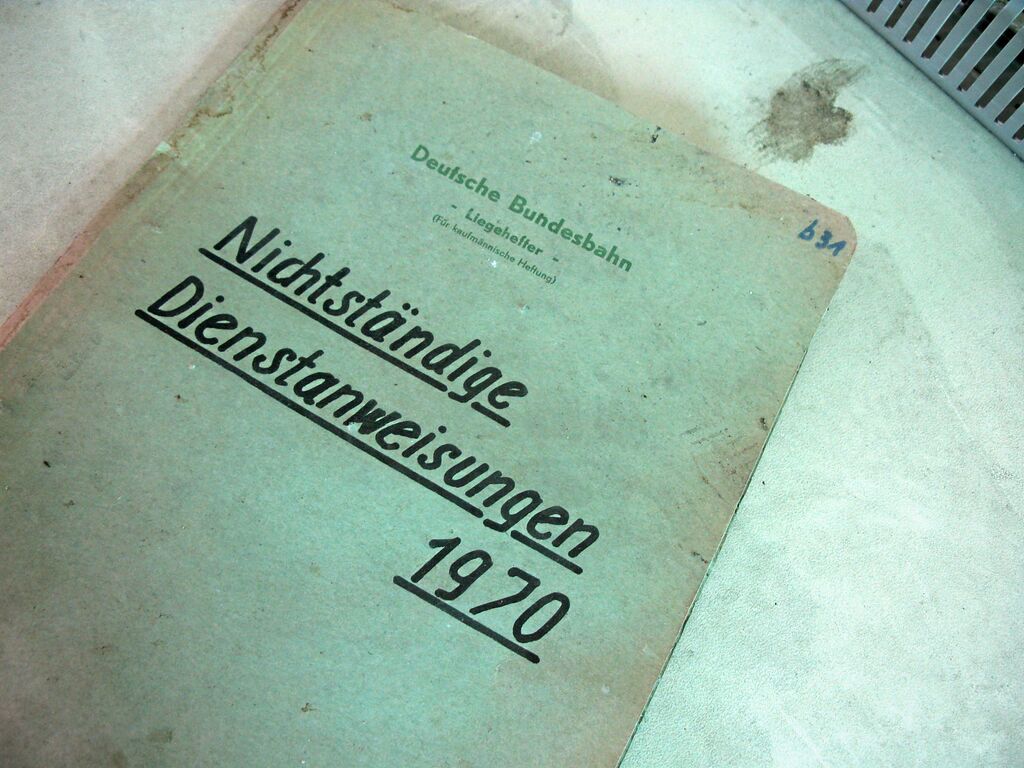 Deutsche Bundesbahn
- Liegehefter -
(Für kaufmännische Heftung)
b31
Nichtständige
Dienstanweisungen
1970